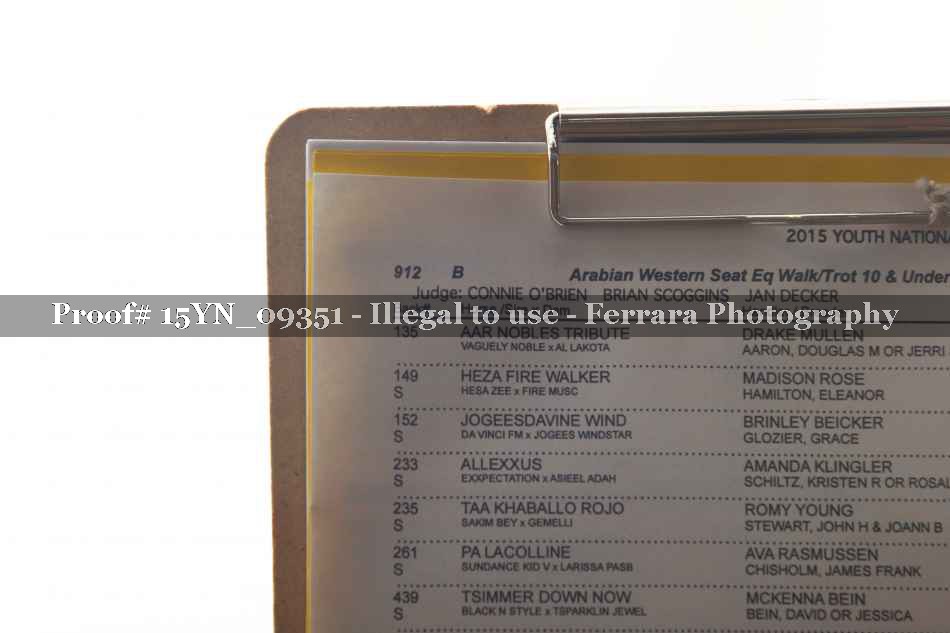 2015 YOUTH NATIONA
912 B Arabian Western Seat Eq Walk/Trot 10 & Under
Judge: CONNIE O'BRIEN BRIAN SCOGGINS JAN DECKER
Proof# 15YN_09351 - Illegal to use - Ferrara Photography
135 AAR NOBLES TRIBUTE DRAKE MULLEN
VAGUELY NOBLE x AL LAKOTA AARON, DOUGLAS M OR JERRI
149 HEZA FIRE WALKER MADISON ROSE
S HESA ZEE x FIRE MUSC HAMILTON, ELEANOR
152 JOGEESDAVINE WIND BRINLEY BEICKER
S DA VINCI FM x JOGEES WINDSTAR GLOZIER, GRACE
233 ALLEXXUS AMANDA KLINGLER
S EXXPECTATION x ASIEEL ADAH SCHILTZ, KRISTEN R OR ROSAL
235 TAA KHABALLO ROJO ROMY YOUNG
S SAKIM BEY x GEMELLI STEWART, JOHN H & JOANN B
261 PA LACOLLINE AVA RASMUSSEN
S SUNDANCE KID V x LARISSA PASB CHISHOLM, JAMES FRANK
439 TSIMMER DOWN NOW MCKENNA BEIN
S BLACK N STYLE x TSPARKLIN JEWEL BEIN, DAVID OR JESSICA